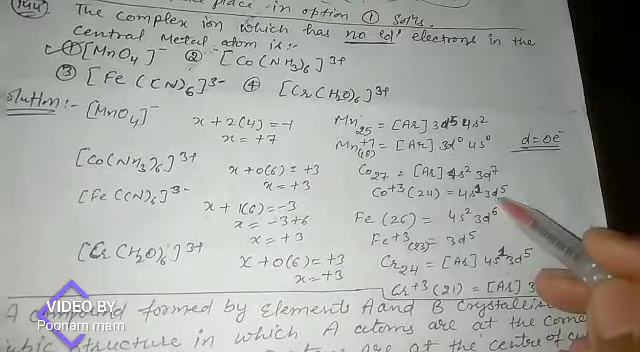 144. place in option ① Soln.
The complex ion which has no 'd' electrons in the
central Metal atom is:-
① [MnO4]⁻ ② [Co(NH3)6]³⁺
③ [Fe(CN)6]³⁻ ④ [Cr(H2O)6]³⁺
Solution:- [MnO4]⁻
x + 2(4) = -1
x = +7
Mn25 = [Ar] 3d⁵ 4s²
Mn⁺⁷(18) = [Ar] 3d⁰ 4s⁰
d = 0e⁻
[Co(NH3)6]³⁺
x + 0(6) = +3
x = +3
Co27 = [Ar] 4s² 3d⁷
Co⁺³(24) = 4s¹ 3d⁵
[Fe(CN)6]³⁻
x + 1(6) = -3
x = -3+6
x = +3
Fe(26) = 4s² 3d⁶
Fe⁺³(23) = 3d⁵
[Cr(H2O)6]³⁺
x + 0(6) = +3
x = +3
Cr24 = [Ar] 4s¹ 3d⁵
Cr⁺³(21) = [Ar] 3
A compound formed by Elements A and B Crystallise
ubic structure in which A atoms are at the corne
are at the centre of cu
VIDEO BY
Poonam mam